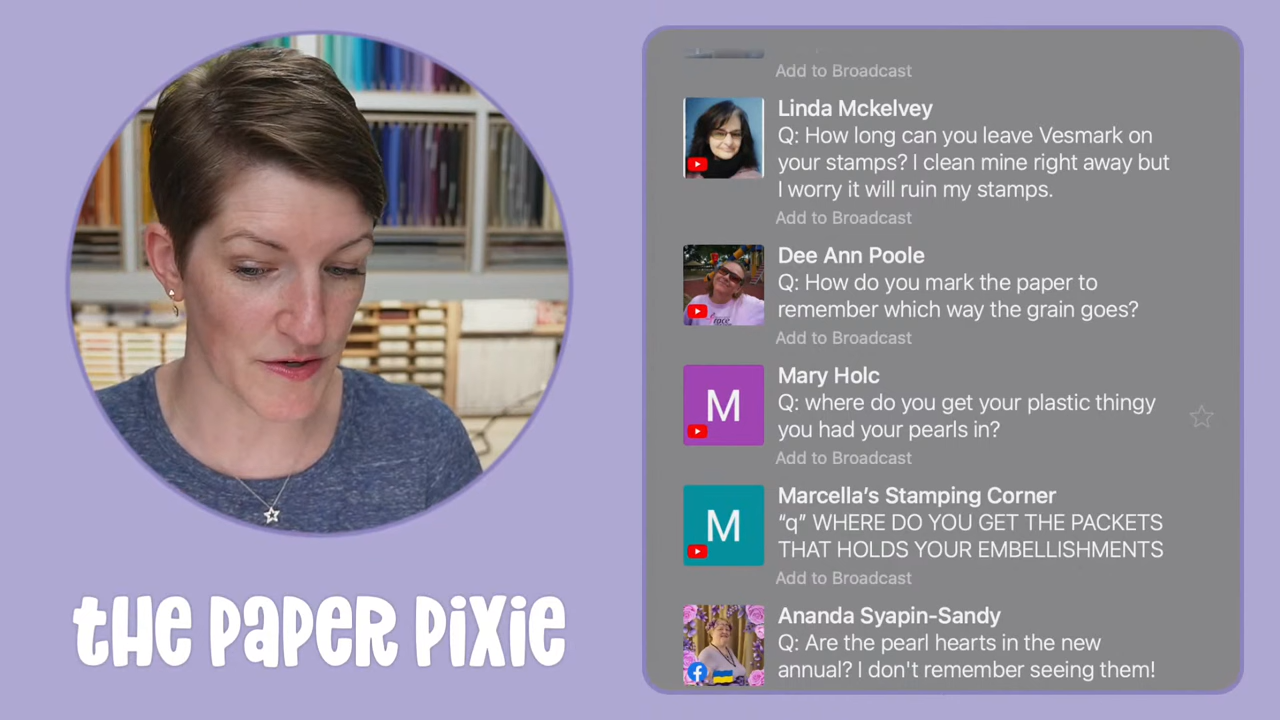 Add to Broadcast
Linda Mckelvey
Q: How long can you leave Vesmark on
your stamps? I clean mine right away but
I worry it will ruin my stamps.
Add to Broadcast
Dee Ann Poole
Q: How do you mark the paper to
remember which way the grain goes?
Add to Broadcast
M
Mary Holc
Q: where do you get your plastic thingy
you had your pearls in?
Add to Broadcast
M
Marcella’s Stamping Corner
“q” WHERE DO YOU GET THE PACKETS
THAT HOLDS YOUR EMBELLISHMENTS
Add to Broadcast
Ananda Syapin-Sandy
Q: Are the pearl hearts in the new
annual? I don't remember seeing them!
the PAPER PiXiE